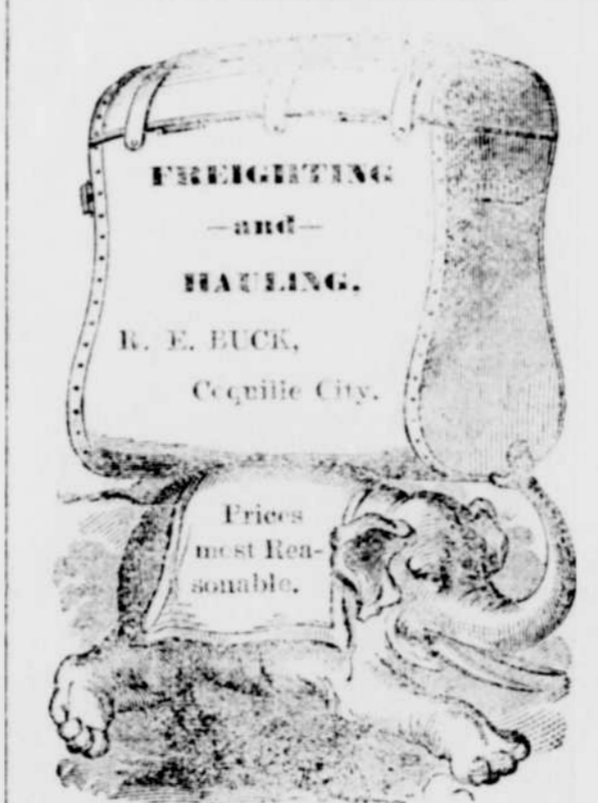 FREIGHTING
—and—
HAULING.
R. E. BUCK,
Coquille City.
Prices
most Rea-
sonable.